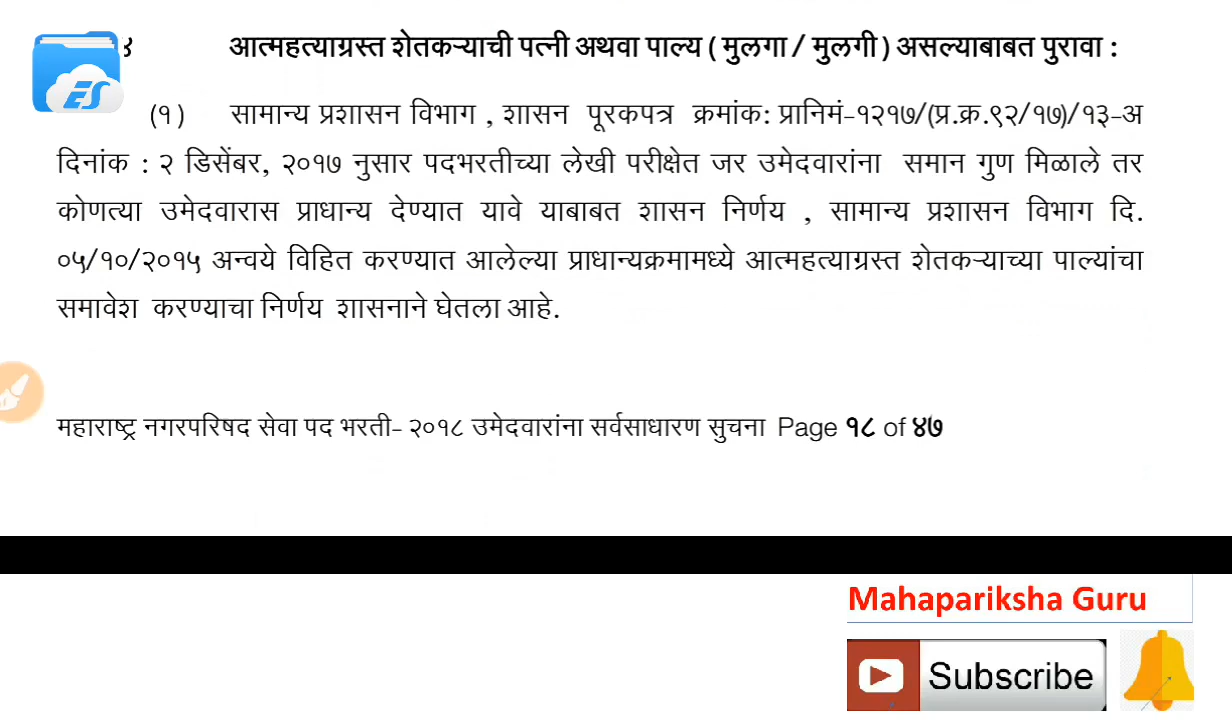 ४ आत्महत्याग्रस्त शेतकऱ्याची पत्नी अथवा पाल्य ( मुलगा / मुलगी ) असल्याबाबत पुरावा :
ES
(१) सामान्य प्रशासन विभाग , शासन पूरकपत्र क्रमांक: प्रानिमं-१२१७/(प्र.क्र.९२/१७)/१३-अ
दिनांक : २ डिसेंबर, २०१७ नुसार पदभरतीच्या लेखी परीक्षेत जर उमेदवारांना समान गुण मिळाले तर
कोणत्या उमेदवारास प्राधान्य देण्यात यावे याबाबत शासन निर्णय , सामान्य प्रशासन विभाग दि.
०५/१०/२०१५ अन्वये विहित करण्यात आलेल्या प्राधान्यक्रमामध्ये आत्महत्याग्रस्त शेतकऱ्याच्या पाल्यांचा
समावेश करण्याचा निर्णय शासनाने घेतला आहे.
महाराष्ट्र नगरपरिषद सेवा पद भरती- २०१८ उमेदवारांना सर्वसाधारण सुचना Page १८ of ४७
Mahapariksha Guru
Subscribe